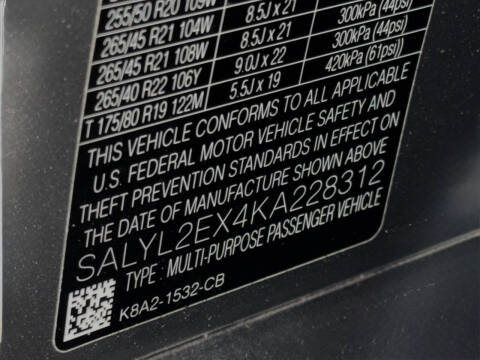 255/50 R20 109W 8.5J x 21 300kPa (44psi)
265/45 R21 104W 8.5J x 21 300kPa (44psi)
265/45 R21 108W 9.0J x 22 300kPa (44psi)
265/40 R22 106Y 5.5J x 19 420kPa (61psi)
T 175/80 R19 122M
THIS VEHICLE CONFORMS TO ALL APPLICABLE
U.S. FEDERAL MOTOR VEHICLE SAFETY AND
THEFT PREVENTION STANDARDS IN EFFECT ON
THE DATE OF MANUFACTURE SHOWN ABOVE
SALYL2EX4KA228312
TYPE: MULTI-PURPOSE PASSENGER VEHICLE
K8A2-1532-CB